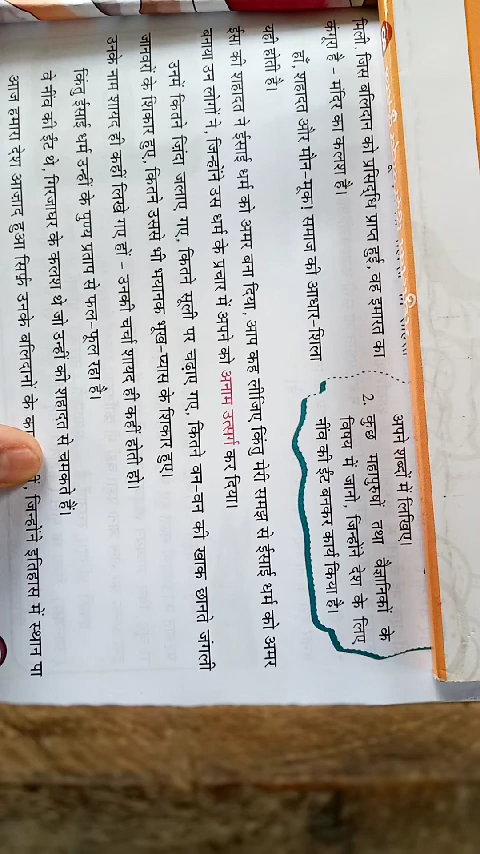 मिली, जिस बलिदान को प्रसिद्धि प्राप्त हुई, वह इमारत का
कंगूरा है – मंदिर का कलश है।
हाँ, शहादत और मौन-मूक! समाज की आधार-शिला
यही होती है।
अपने शब्दों में लिखिए।
2. कुछ महापुरुषों तथा वैज्ञानिकों के
विषय में जानो, जिन्होंने देश के लिए
नींव की ईंट बनकर कार्य किया है।
ईसा की शहादत ने ईसाई धर्म को अमर बना दिया, आप कह लीजिए, किंतु मेरी समझ से ईसाई धर्म को अमर
बनाया उन लोगों ने, जिन्होंने उस धर्म के प्रचार में अपने को अनाम उत्सर्ग कर दिया।
उनमें कितने जिंदा जलाए गए, कितने सूली पर चढ़ाए गए, कितने वन-वन की खाक छानते जंगली
जानवरों के शिकार हुए, कितने उससे भी भयानक भूख-प्यास के शिकार हुए।
उनके नाम शायद ही कहीं लिखे गए हों – उनकी चर्चा शायद ही कहीं होती हो।
किंतु ईसाई धर्म उन्हीं के पुण्य प्रताप से फल-फूल रहा है।
वे नींव की ईंट थे, गिरजाघर के कलश थे जो उन्हीं की शहादत से चमकते हैं।
आज हमारा देश आजाद हुआ सिर्फ़ उनके बलिदानों के का जिन्होंने इतिहास में स्थान पा